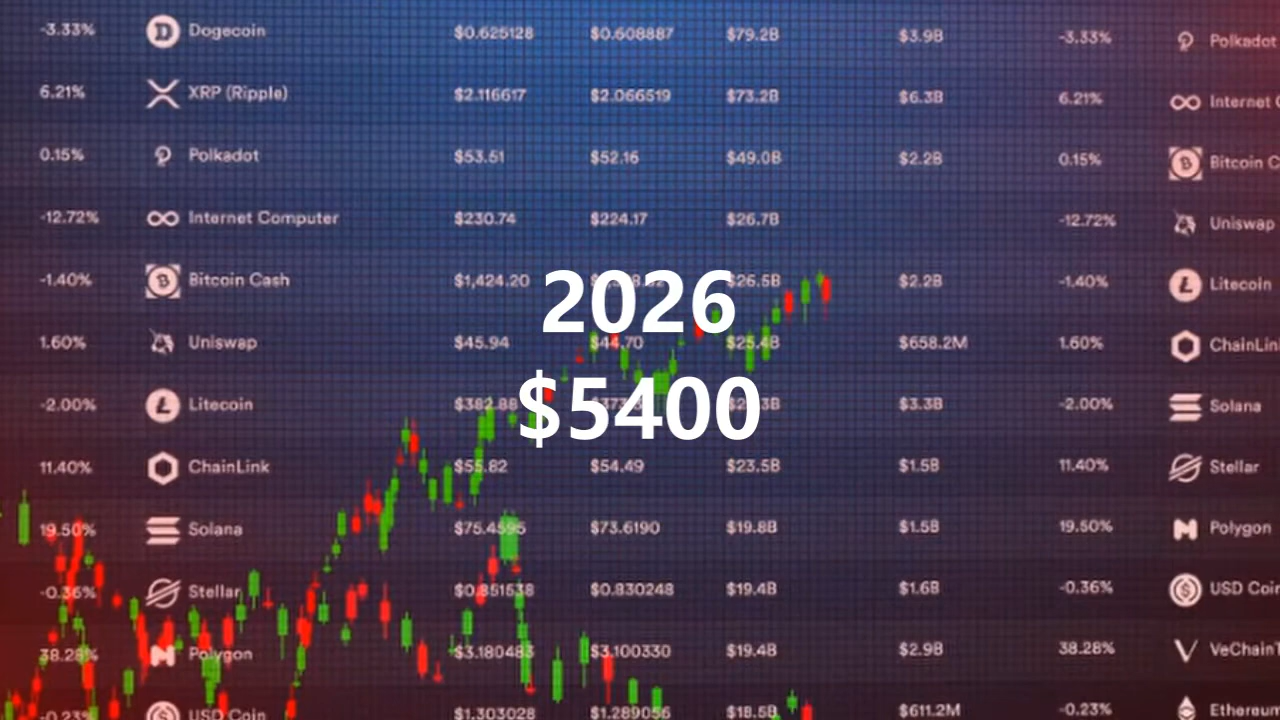 -3.33% Dogecoin $0.625128 $0.608887 $79.2B $3.9B -3.33% Polkadot
6.21% XRP (Ripple) $2.116617 $2.066519 $73.2B $6.3B 6.21% Internet
0.15% Polkadot $53.51 $52.16 $49.0B $2.2B 0.15% Bitcoin C
-12.72% Internet Computer $230.74 $224.17 $26.7B -12.72% Uniswap
-1.40% Bitcoin Cash $1,424.20 $26.5B $2.2B -1.40% Litecoin
2026
1.60% Uniswap $45.94 $44.70 $25.4B $658.2M 1.60% ChainLin
-2.00% Litecoin $382.88 $3.3B -2.00% Solana
$5400
11.40% ChainLink $55.82 $54.49 $23.5B $1.5B 11.40% Stellar
19.50% Solana $75.4595 $73.6190 $19.8B $1.5B 19.50% Polygon
-0.36% Stellar $0.851538 $0.830248 $19.4B $1.6B -0.36% USD Coin
38.28% Polygon $3.180483 $3.100330 $19.4B $2.9B 38.28% VeChainT
-0.23% USD Coin $1.303028 $1.289056 $18.5B $611.2M -0.23% Ethereum